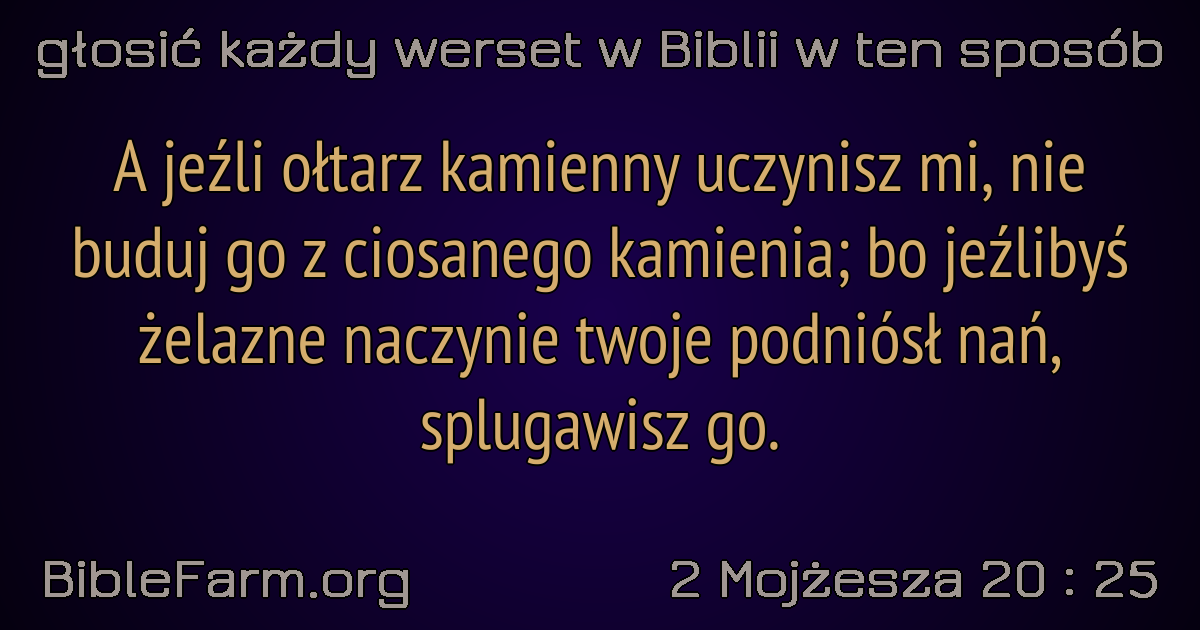 głosić każdy werset w Biblii w ten sposób
A jeźli ołtarz kamienny uczynisz mi, nie
buduj go z ciosanego kamienia; bo jeźlibyś
żelazne naczynie twoje podniósł nań,
splugawisz go.
BibleFarm.org
2 Mojżesza 20 : 25